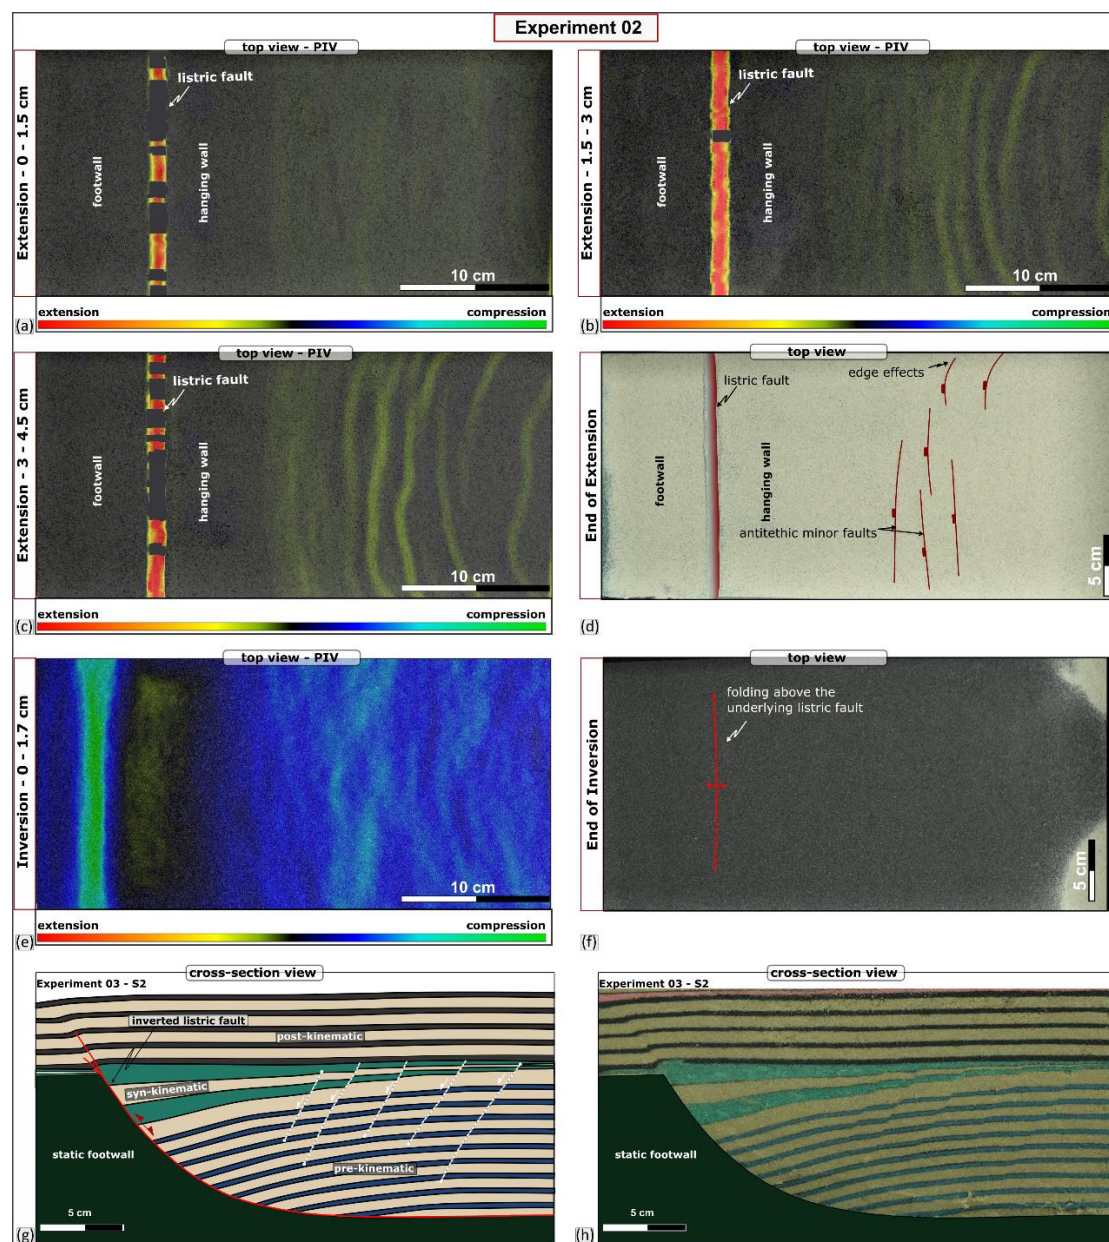 Experiment 02
Extension - 0 - 1.5 cm
top view - PIV
listric fault
footwall
hanging wall
10 cm
extension
compression
(a)
Extension - 1.5 - 3 cm
top view - PIV
listric fault
footwall
hanging wall
10 cm
extension
compression
(b)
Extension - 3 - 4.5 cm
top view - PIV
listric fault
footwall
hanging wall
10 cm
extension
compression
(c)
End of Extension
top view
listric fault
edge effects
footwall
hanging wall
antitethic minor faults
5 cm
(d)
Inversion - 0 - 1.7 cm
top view - PIV
10 cm
extension
compression
(e)
End of Inversion
top view
folding above the
underlying listric fault
5 cm
(f)
cross-section view
Experiment 03 - S2
inverted listric fault
post-kinematic
syn-kinematic
static footwall
pre-kinematic
5 cm
(g)
cross-section view
Experiment 03 - S2
static footwall
5 cm
(h)